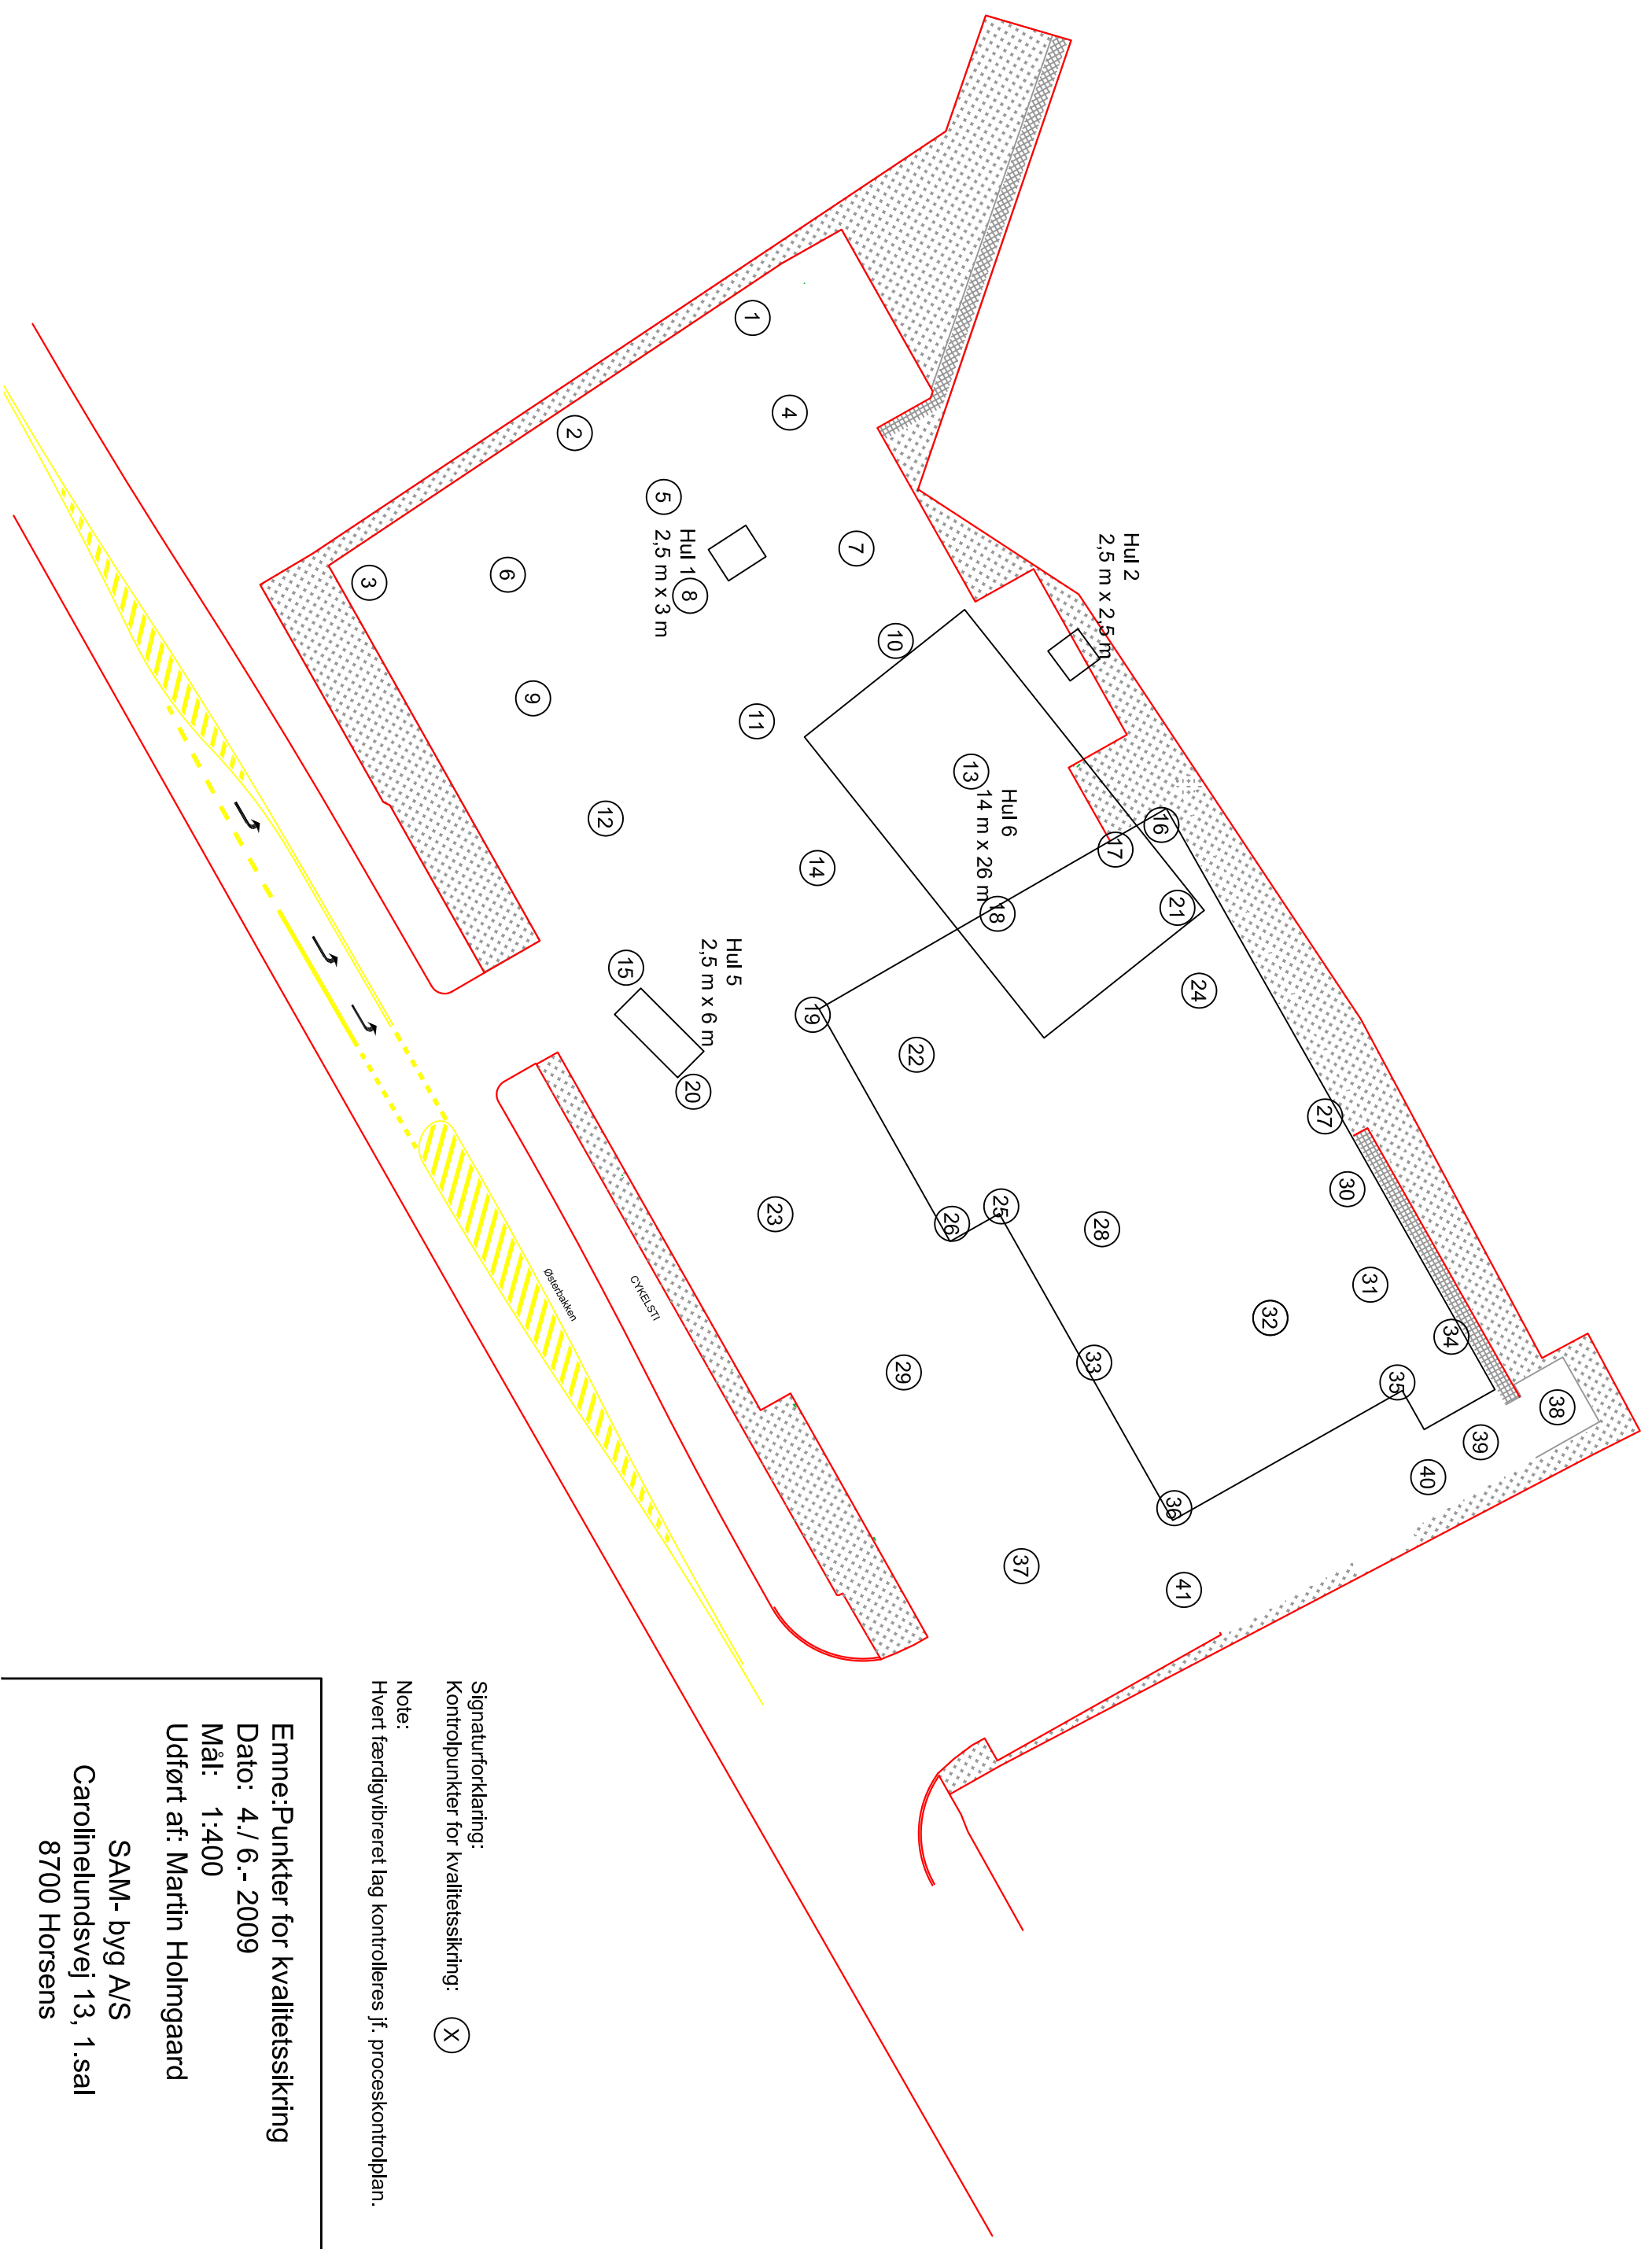 Hul 2
2,5 m x 2,5 m
Hul 6
14 m x 26 m
Hul 1
2,5 m x 3 m
Hul 5
2,5 m x 6 m
1
2
3
4
5
6
7
8
9
10
11
12
13
14
15
16
17
18
19
20
21
22
23
24
25
26
27
28
29
30
31
32
33
34
35
36
37
38
39
40
41
CYKELSTI
Østerbakken
Signaturforklaring:
Kontrolpunkter for kvalitetssikring: X
Note:
Hvert færdigvibreret lag kontrolleres jf. proceskontrolplan.
Emne:Punkter for kvalitetssikring
Dato: 4./ 6.- 2009
Mål: 1:400
Udført af: Martin Holmgaard
SAM- byg A/S
Carolinelundsvej 13, 1.sal
8700 Horsens